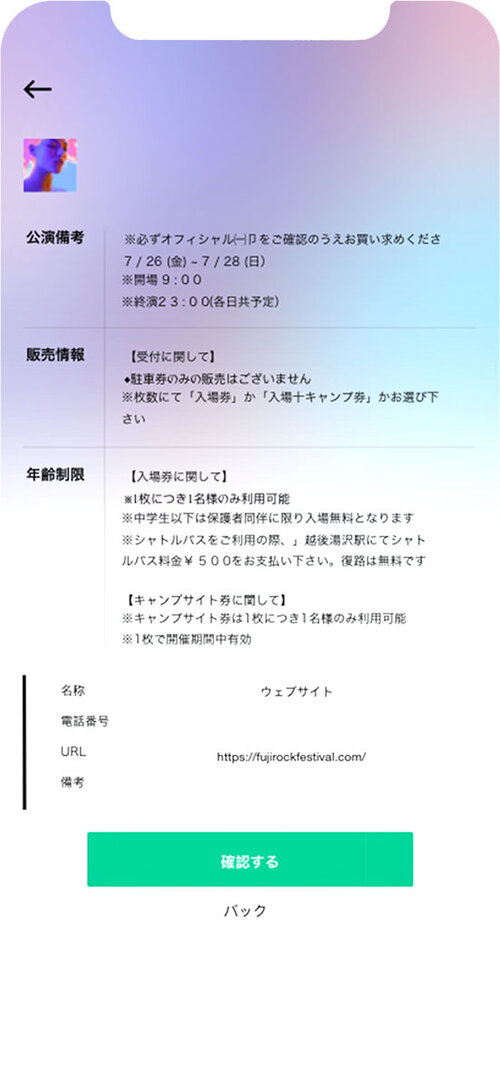 公演備考
※必ずオフィシャル㈠卩をご確認のうえお買い求めくださ
7 / 26 (金) ~ 7 / 28 (日)
※開場９:００
※終演２３:００(各日共予定)
販売情報
【受付に関して】
♦駐車券のみの販売はございません
※枚数にて「入場券」か「入場十キャンプ券」かお選び下
さい
年齢制限
【入場券に関して】
※1枚につき1名様のみ利用可能
※中学生以下は保護者同伴に限り入場無料となります
※シャトルバスをご利用の際、」越後湯沢駅にてシャト
ルバス料金￥５００をお支払い下さい。復路は無料です
【キャンプサイト券に関して】
※キャンプサイト券は1枚につき1名様のみ利用可能
※1枚で開催期間中有効
名称 ウェブサイト
電話番号
URL https://fujirockfestival.com/
備考
確認する
バック